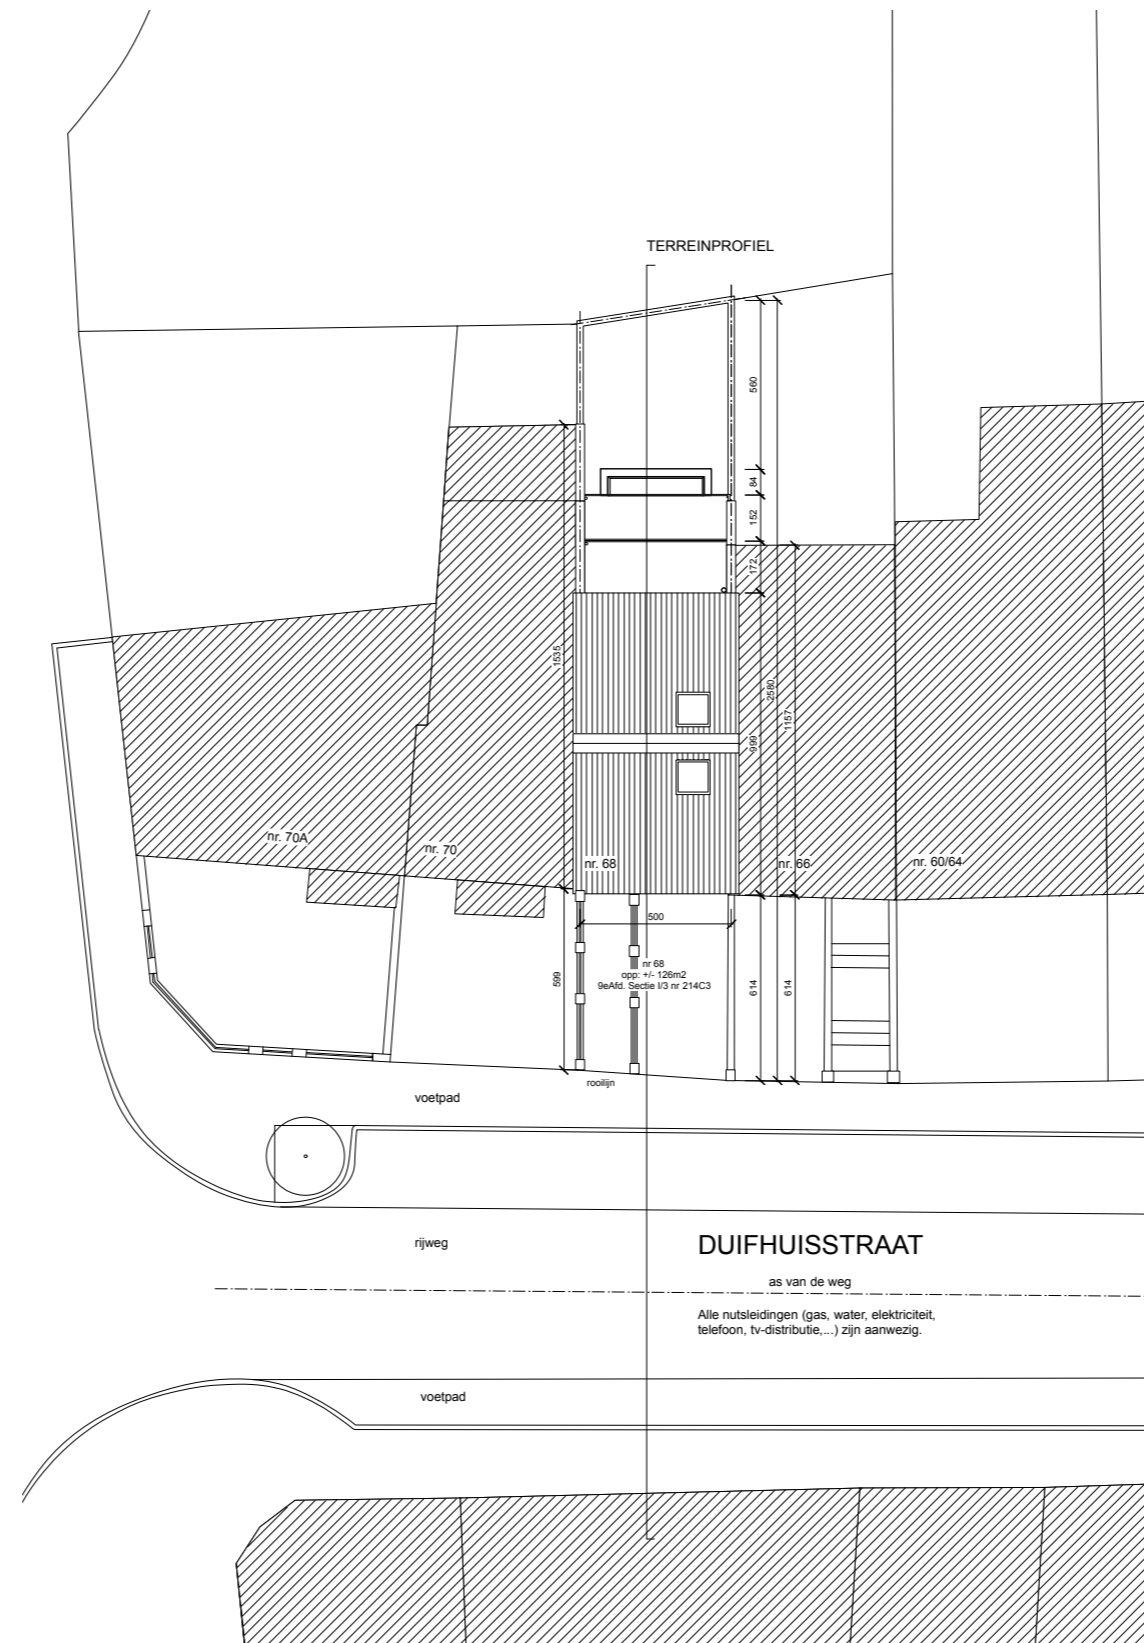 TERREINPROFIEL
560
84
152
172
1535
2580
1157
999
nr. 70A
nr. 70
nr. 68
nr. 66
nr. 60/64
500
nr 68
opp: +/- 126m2
9eAfd. Sectie I/3 nr 214C3
599
614
614
rooilijn
voetpad
rijweg
DUIFHUISSTRAAT
as van de weg
Alle nutsleidingen (gas, water, elektriciteit,
telefoon, tv-distributie,...) zijn aanwezig.
voetpad